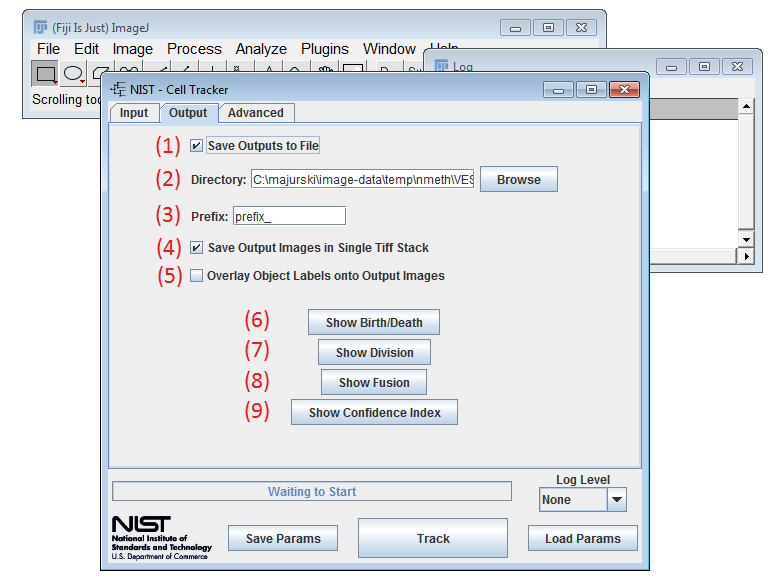 (Fiji Is Just) ImageJ
File Edit Image Process Analyze Plugins Window Help
Log
Scrolling
NIST - Cell Tracker
Input Output Advanced
(1) Save Outputs to File
(2) Directory: C:\majurski\image-data\temp\nmeth\VES Browse
(3) Prefix: prefix_
(4) Save Output Images in Single Tiff Stack
(5) Overlay Object Labels onto Output Images
(6) Show Birth/Death
(7) Show Division
(8) Show Fusion
(9) Show Confidence Index
Log Level
Waiting to Start
None
NIST
National Institute of
Standards and Technology
U.S. Department of Commerce
Save Params Track Load Params